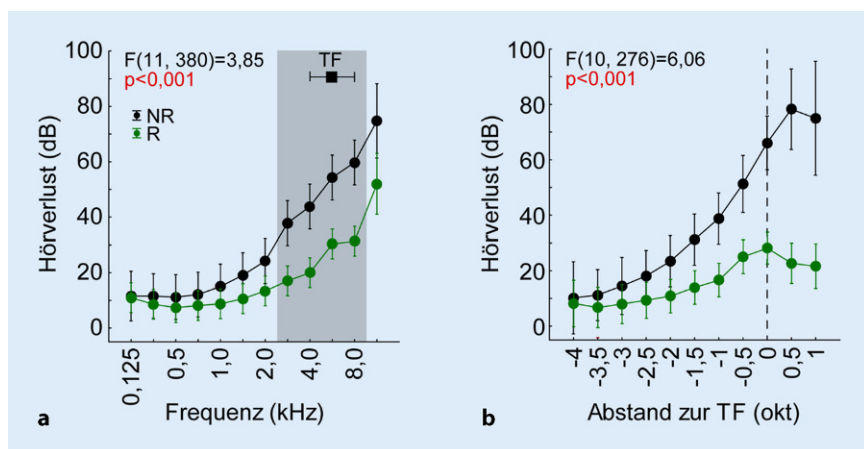 F(11, 380)=3,85
p<0,001
TF
NR
R
Hörverlust (dB)
100
80
60
40
20
0
0,125
0,5
1,0
2,0
4,0
8,0
Frequenz (kHz)
a
F(10, 276)=6,06
p<0,001
Hörverlust (dB)
100
80
60
40
20
0
-4
-3,5
-3
-2,5
-2
-1,5
-1
-0,5
0
0,5
1
Abstand zur TF (okt)
b